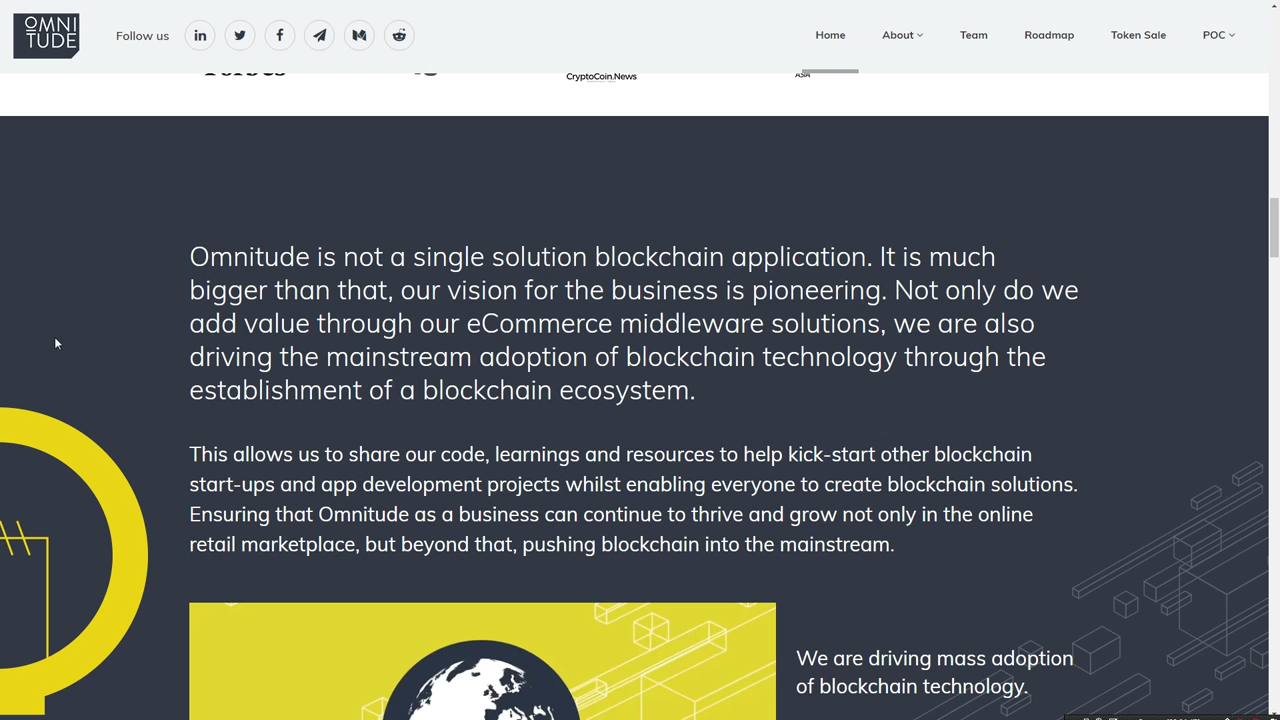 OMNI
TUDE
Follow us
Home
About
Team
Roadmap
Token Sale
POC
Forbes
CryptoCoin.News
ASIA
Omnitude is not a single solution blockchain application. It is much
bigger than that, our vision for the business is pioneering. Not only do we
add value through our eCommerce middleware solutions, we are also
driving the mainstream adoption of blockchain technology through the
establishment of a blockchain ecosystem.
This allows us to share our code, learnings and resources to help kick-start other blockchain
start-ups and app development projects whilst enabling everyone to create blockchain solutions.
Ensuring that Omnitude as a business can continue to thrive and grow not only in the online
retail marketplace, but beyond that, pushing blockchain into the mainstream.
We are driving mass adoption
of blockchain technology.